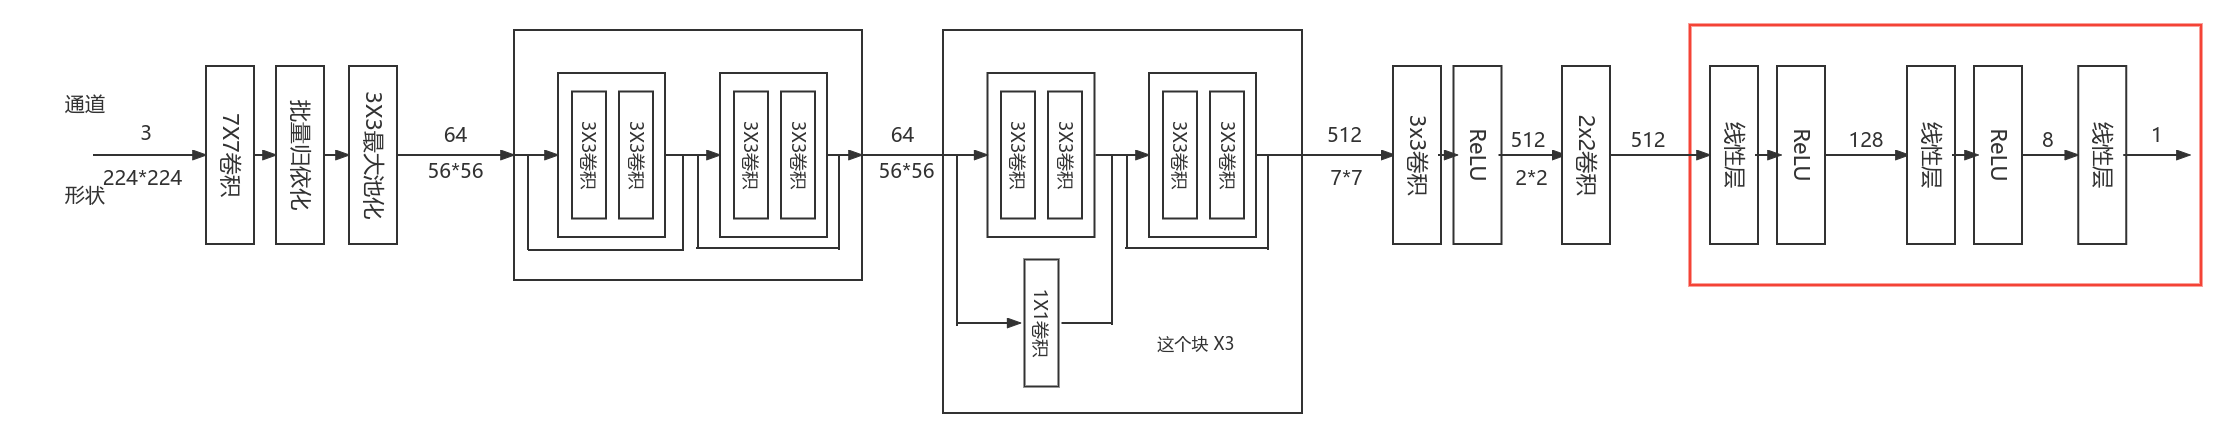 通道
形状
3
224*224
7X7卷积
批量归依化
3X3最大池化
64
56*56
3X3卷积
3X3卷积
3X3卷积
3X3卷积
64
56*56
3X3卷积
3X3卷积
1X1卷积
3X3卷积
3X3卷积
这个块 X3
512
7*7
3x3卷积
ReLU
512
2*2
2x2卷积
512
线性层
ReLU
128
线性层
ReLU
8
线性层
1